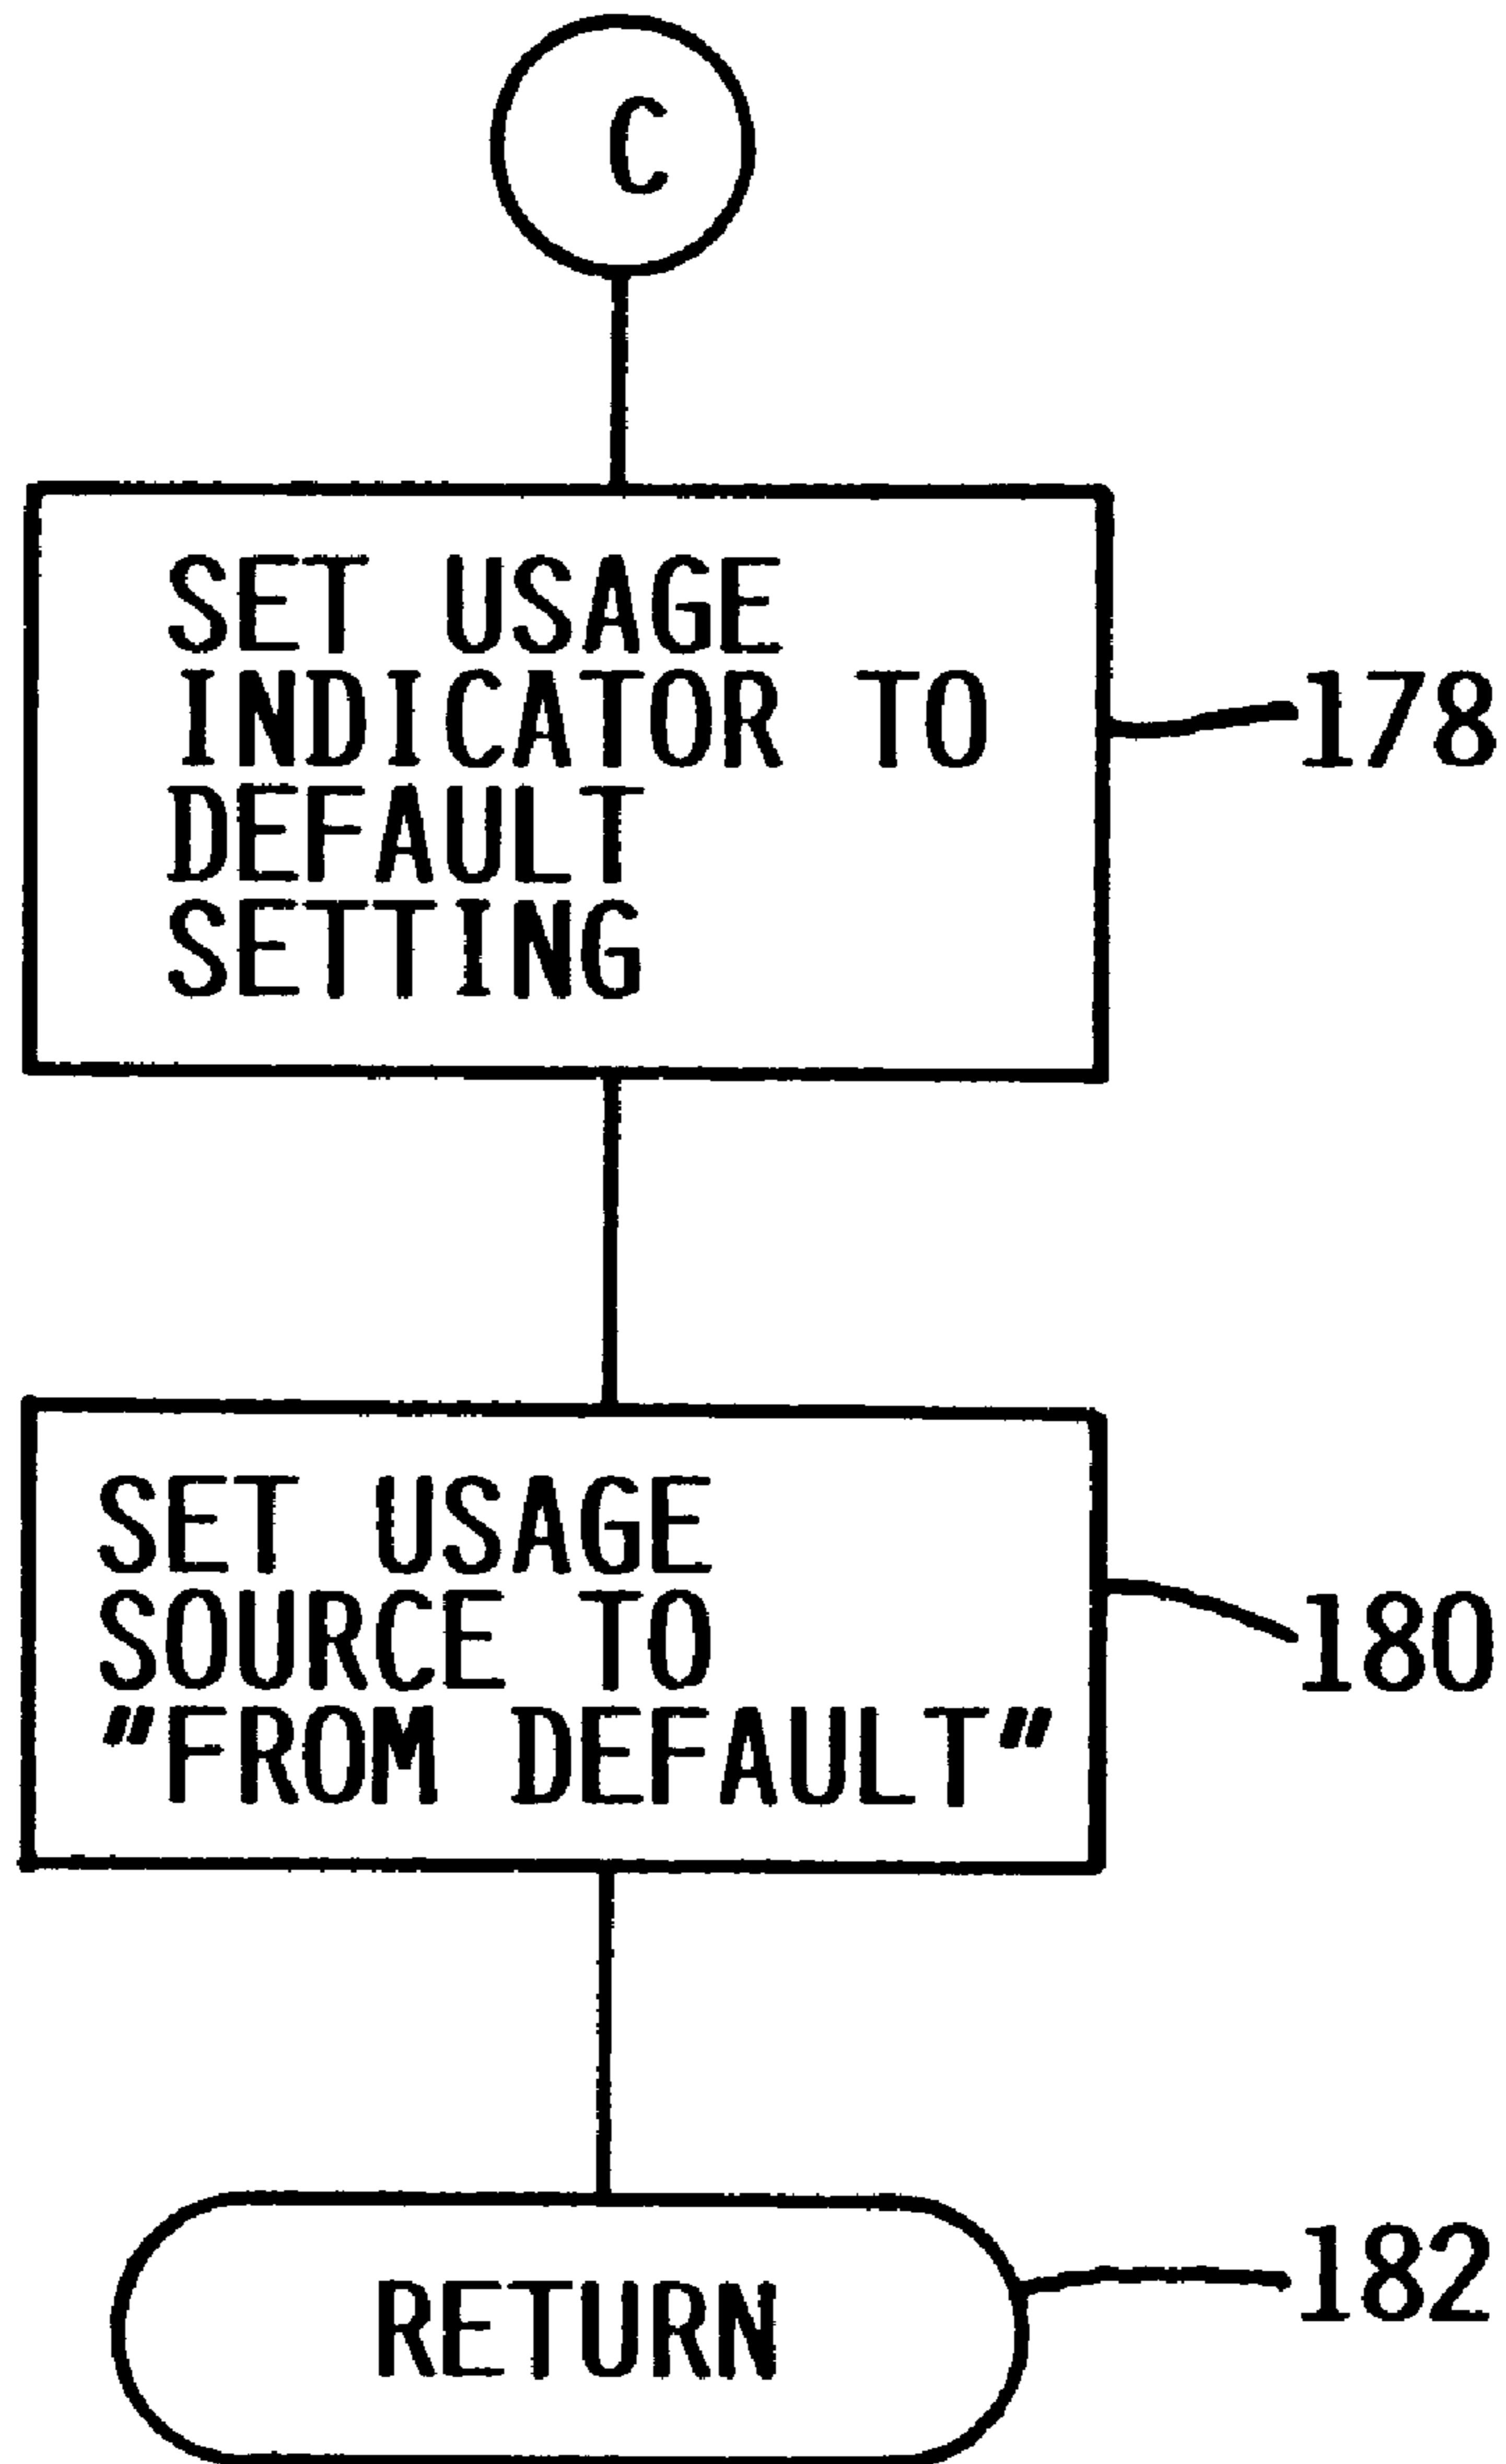 C
SET USAGE
INDICATOR TO
DEFAULT
SETTING
178
SET USAGE
SOURCE TO
"FROM DEFAULT"
180
RETURN
182